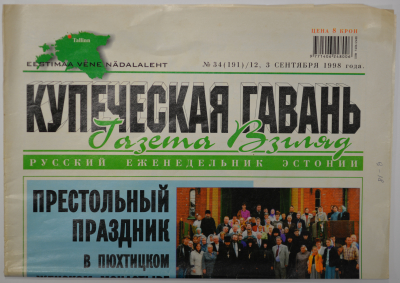 Tallinn
ЦЕНА 8 КРОН
EESTIMAA VENE NÄDALALEHT
№ 34(191)/12, 3 СЕНТЯБРЯ 1998 года.
КУПЕЧЕСКАЯ ГАВАНЬ
Газета Взгляд
РУССКИЙ ЕЖЕНЕДЕЛЬНИК ЭСТОНИИ
ПРЕСТОЛЬНЫЙ
ПРАЗДНИК
В ПЮХТИЦКОМ